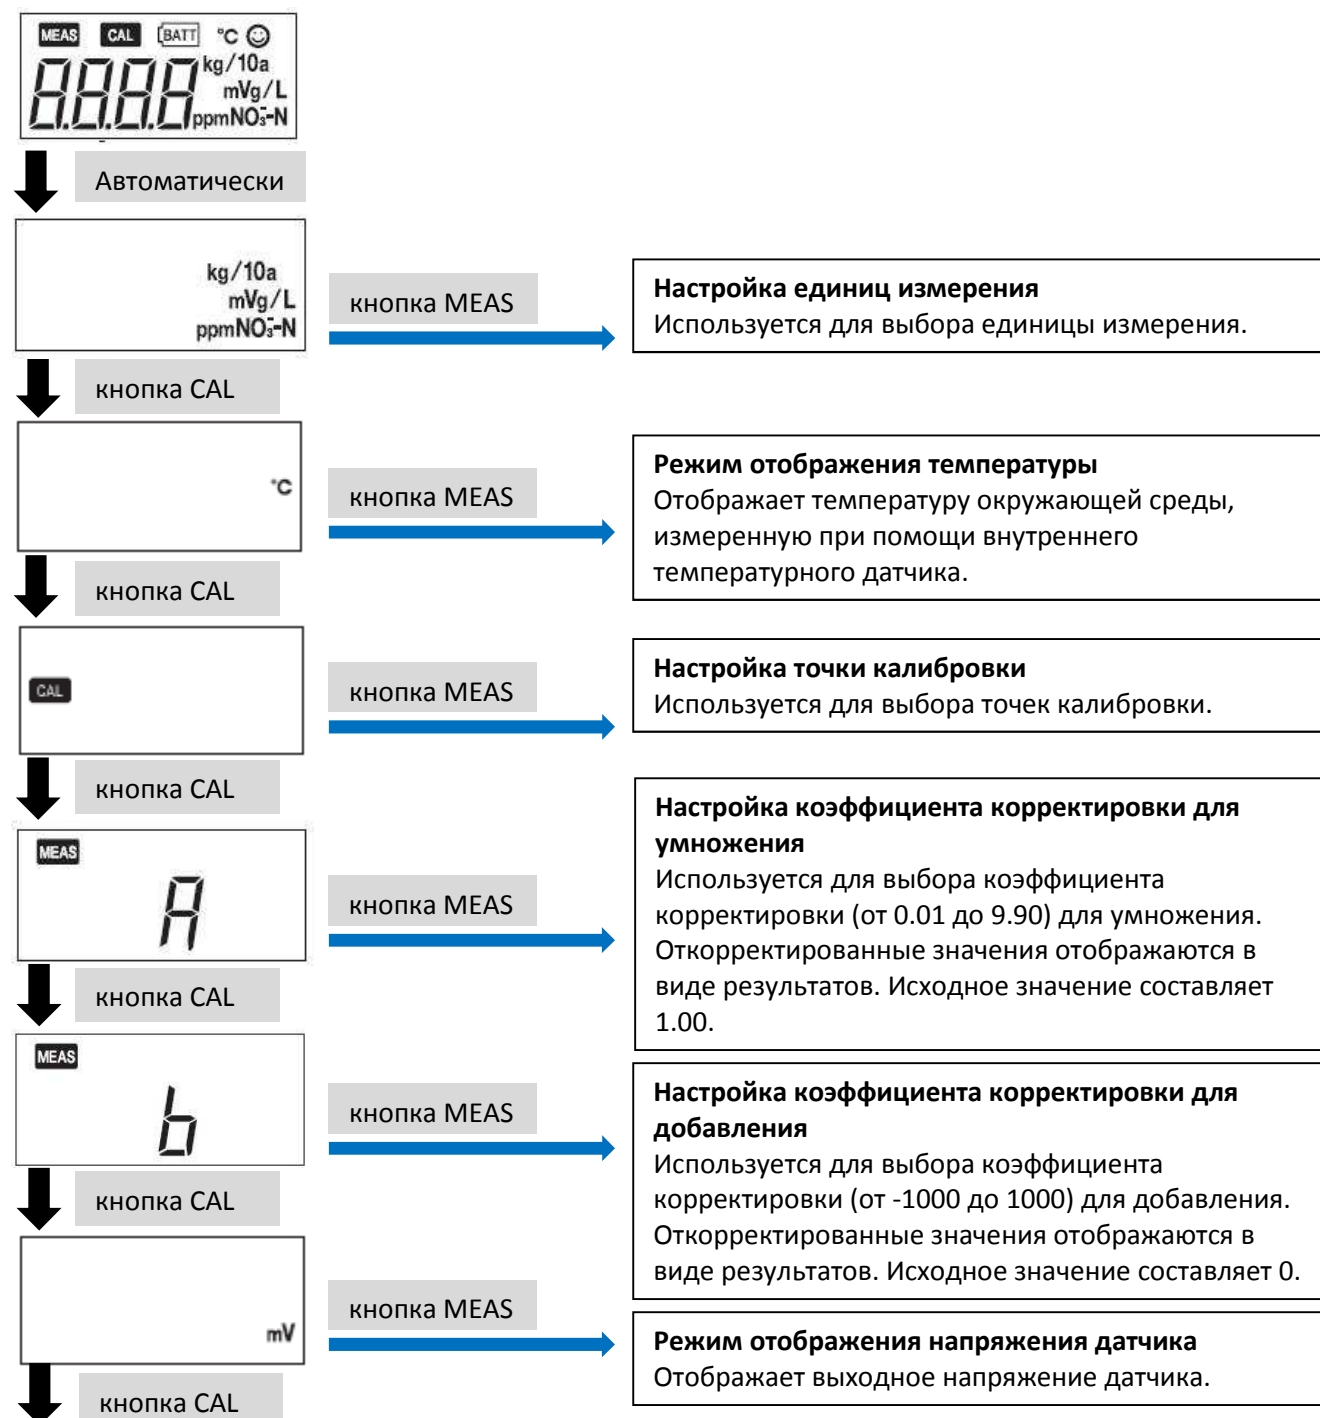 MEAS CAL BATT °C
8.8.8.8 kg/10a
mVg/L
ppmNO₃⁻-N
Автоматически
kg/10a
mVg/L
ppmNO₃⁻-N
кнопка MEAS
Настройка единиц измерения
Используется для выбора единицы измерения.
кнопка CAL
°C
кнопка MEAS
Режим отображения температуры
Отображает температуру окружающей среды,
измеренную при помощи внутреннего
температурного датчика.
кнопка CAL
CAL
кнопка MEAS
Настройка точки калибровки
Используется для выбора точек калибровки.
кнопка CAL
MEAS
A
кнопка MEAS
Настройка коэффициента корректировки для
умножения
Используется для выбора коэффициента
корректировки (от 0.01 до 9.90) для умножения.
Откорректированные значения отображаются в
виде результатов. Исходное значение составляет
1.00.
кнопка CAL
MEAS
b
кнопка MEAS
Настройка коэффициента корректировки для
добавления
Используется для выбора коэффициента
корректировки (от -1000 до 1000) для добавления.
Откорректированные значения отображаются в
виде результатов. Исходное значение составляет 0.
кнопка CAL
mV
кнопка MEAS
Режим отображения напряжения датчика
Отображает выходное напряжение датчика.
кнопка CAL